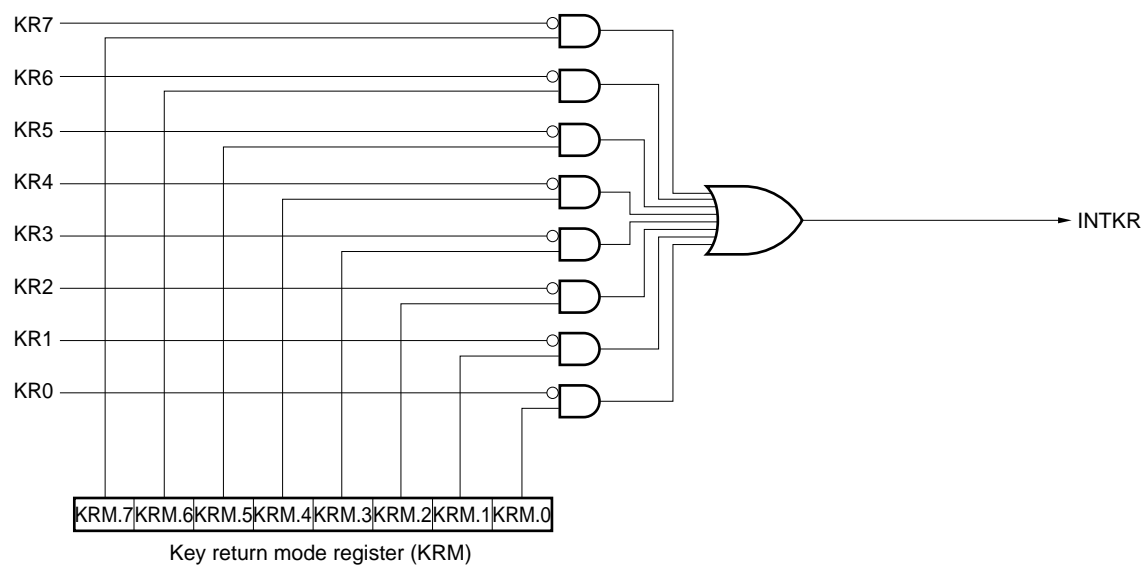 KR7
KR6
KR5
KR4
KR3
KR2
KR1
KR0
INTKR
KRM.7 KRM.6 KRM.5 KRM.4 KRM.3 KRM.2 KRM.1 KRM.0
Key return mode register (KRM)